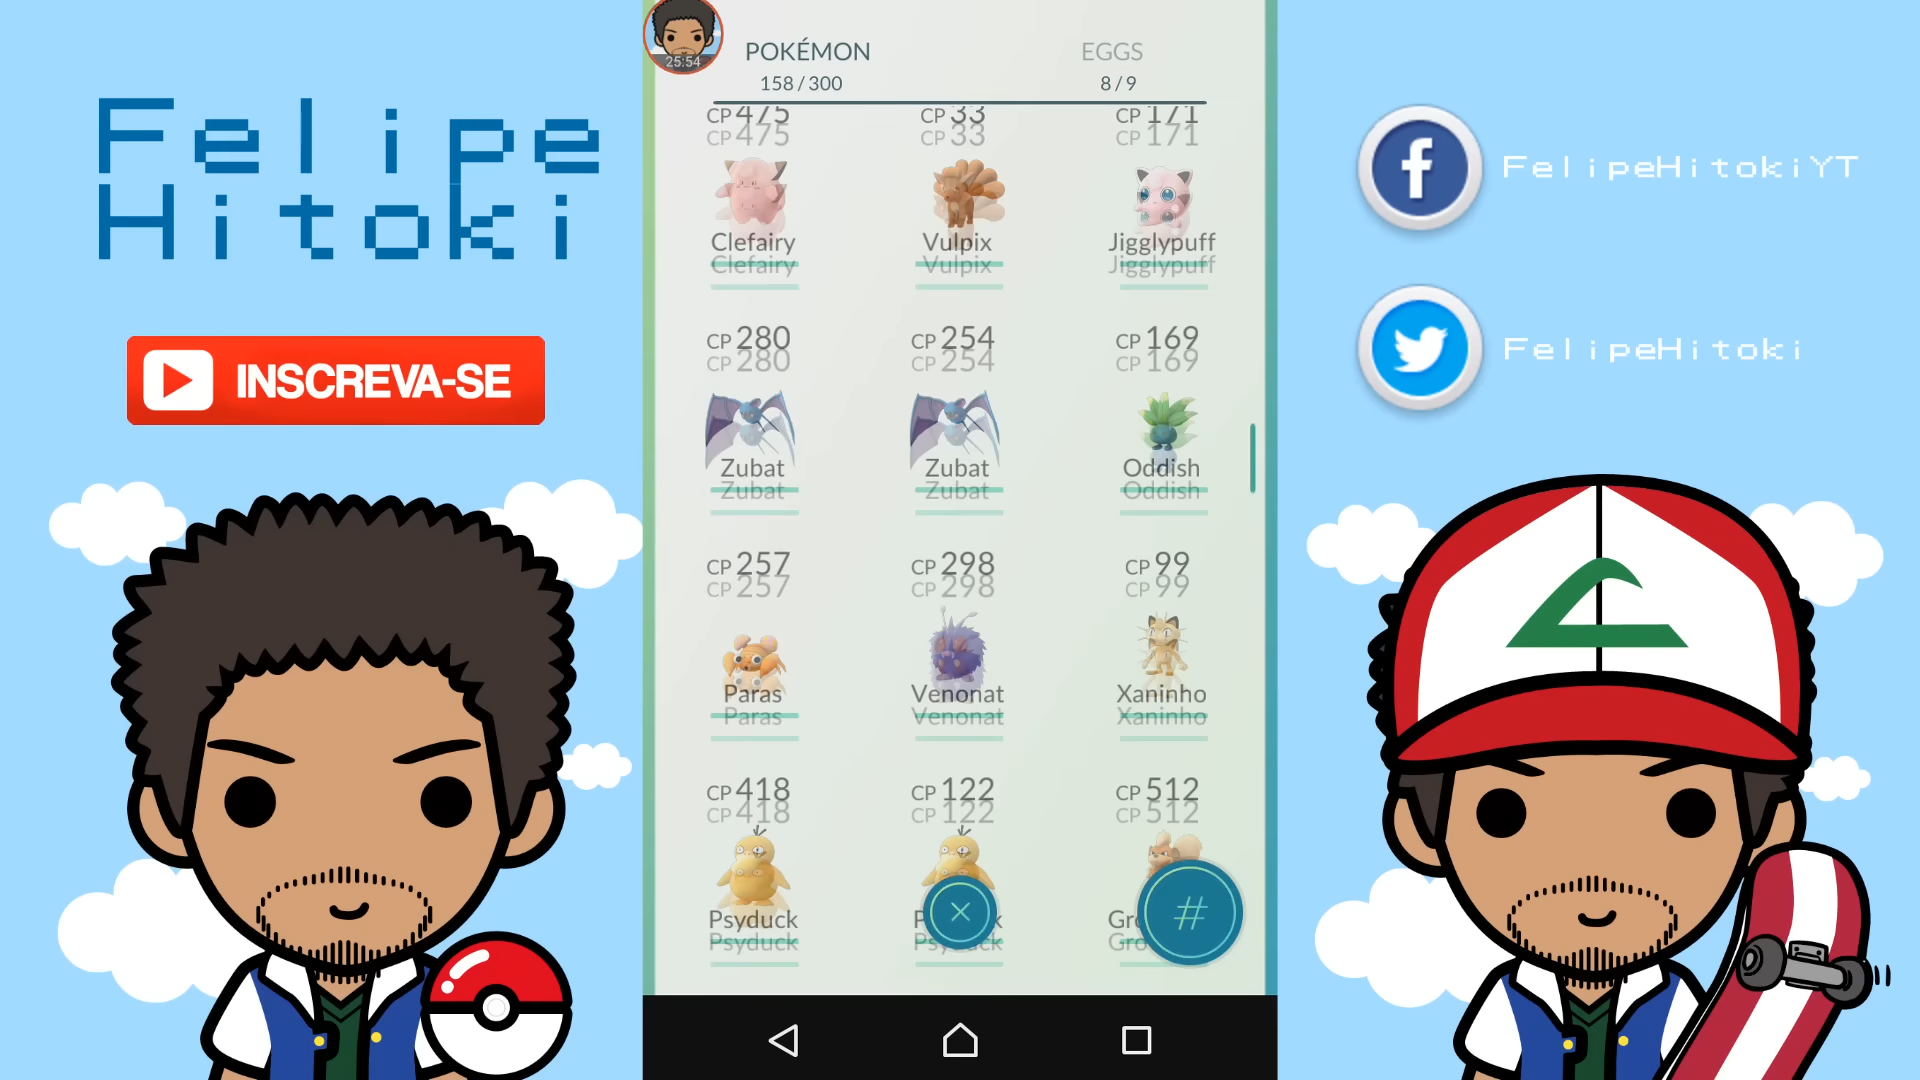 Felipe
Hitoki
INSCREVA-SE
25:54
POKÉMON EGGS
158 / 300 8 / 9
CP 475 CP 33 CP 171
Clefairy Vulpix Jigglypuff
CP 280 CP 254 CP 169
Zubat Zubat Oddish
CP 257 CP 298 CP 99
Paras Venonat Xaninho
CP 418 CP 122 CP 512
Psyduck
#
f
FelipeHitokiYT
FelipeHitoki